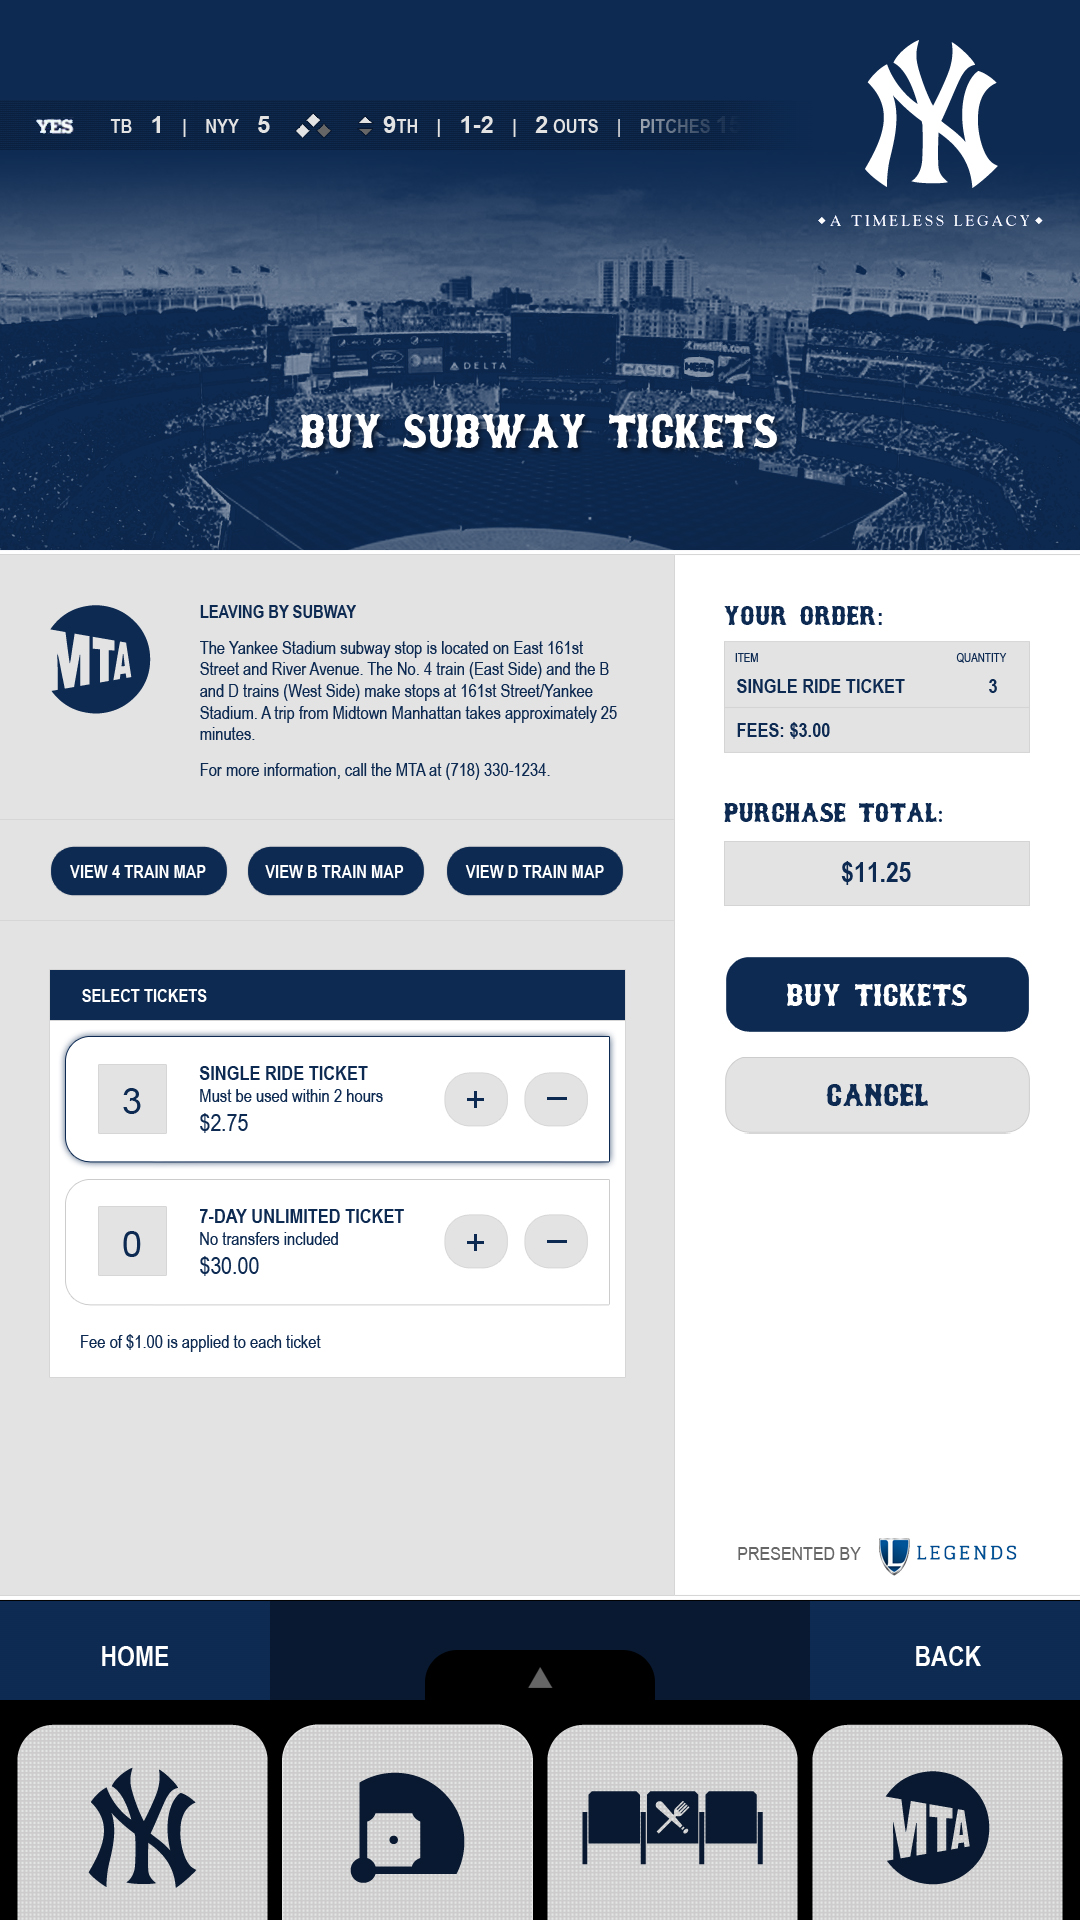 YES TB 1 | NYY 5 9TH | 1-2 | 2 OUTS | PITCHES
NY
A TIMELESS LEGACY
at&t
DELTA
metlife.com
CASIO
BUY SUBWAY TICKETS
MTA
LEAVING BY SUBWAY
The Yankee Stadium subway stop is located on East 161st
Street and River Avenue. The No. 4 train (East Side) and the B
and D trains (West Side) make stops at 161st Street/Yankee
Stadium. A trip from Midtown Manhattan takes approximately 25
minutes.
For more information, call the MTA at (718) 330-1234.
VIEW 4 TRAIN MAP
VIEW B TRAIN MAP
VIEW D TRAIN MAP
SELECT TICKETS
3
SINGLE RIDE TICKET
Must be used within 2 hours
$2.75
+ −
0
7-DAY UNLIMITED TICKET
No transfers included
$30.00
+ −
Fee of $1.00 is applied to each ticket
YOUR ORDER:
ITEM QUANTITY
SINGLE RIDE TICKET 3
FEES: $3.00
PURCHASE TOTAL:
$11.25
BUY TICKETS
CANCEL
PRESENTED BY LEGENDS
HOME
BACK
NY
MTA